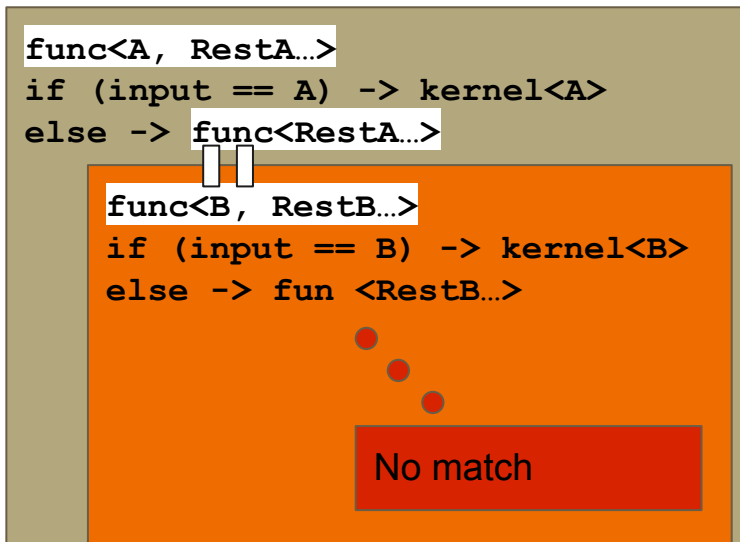 func<A, RestA…>
if (input == A) -> kernel<A>
else -> func<RestA…>
func<B, RestB…>
if (input == B) -> kernel<B>
else -> fun <RestB…>
No match